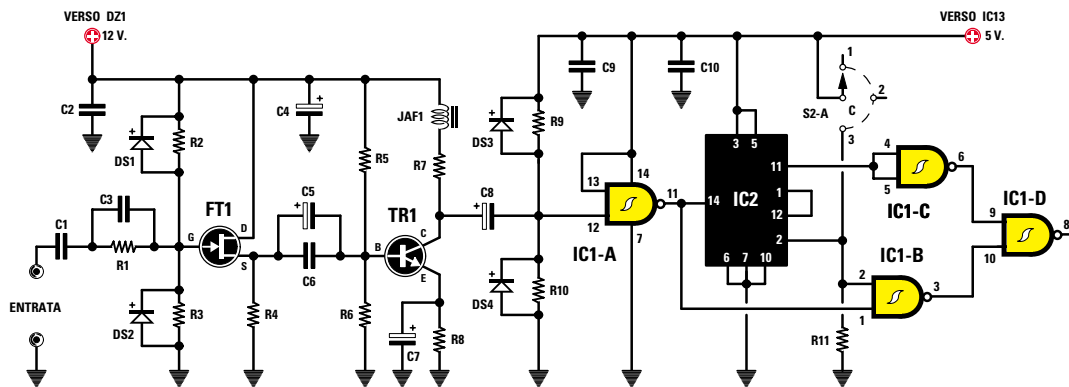 VERSO DZ1
12 V.
VERSO IC13
5 V.
C2
DS1
R2
C4
R5
JAF1
R7
DS3
R9
C9
C10
S2-A
1
2
C
3
C1
C3
R1
FT1
G
D
S
C5
C6
TR1
B
C
E
C8
13
12
14
11
7
IC1-A
14
3
5
11
1
12
2
IC2
6
7
10
4
5
6
IC1-C
IC1-D
9
10
8
IC1-B
2
1
3
ENTRATA
DS2
R3
R4
R6
C7
R8
DS4
R10
R11